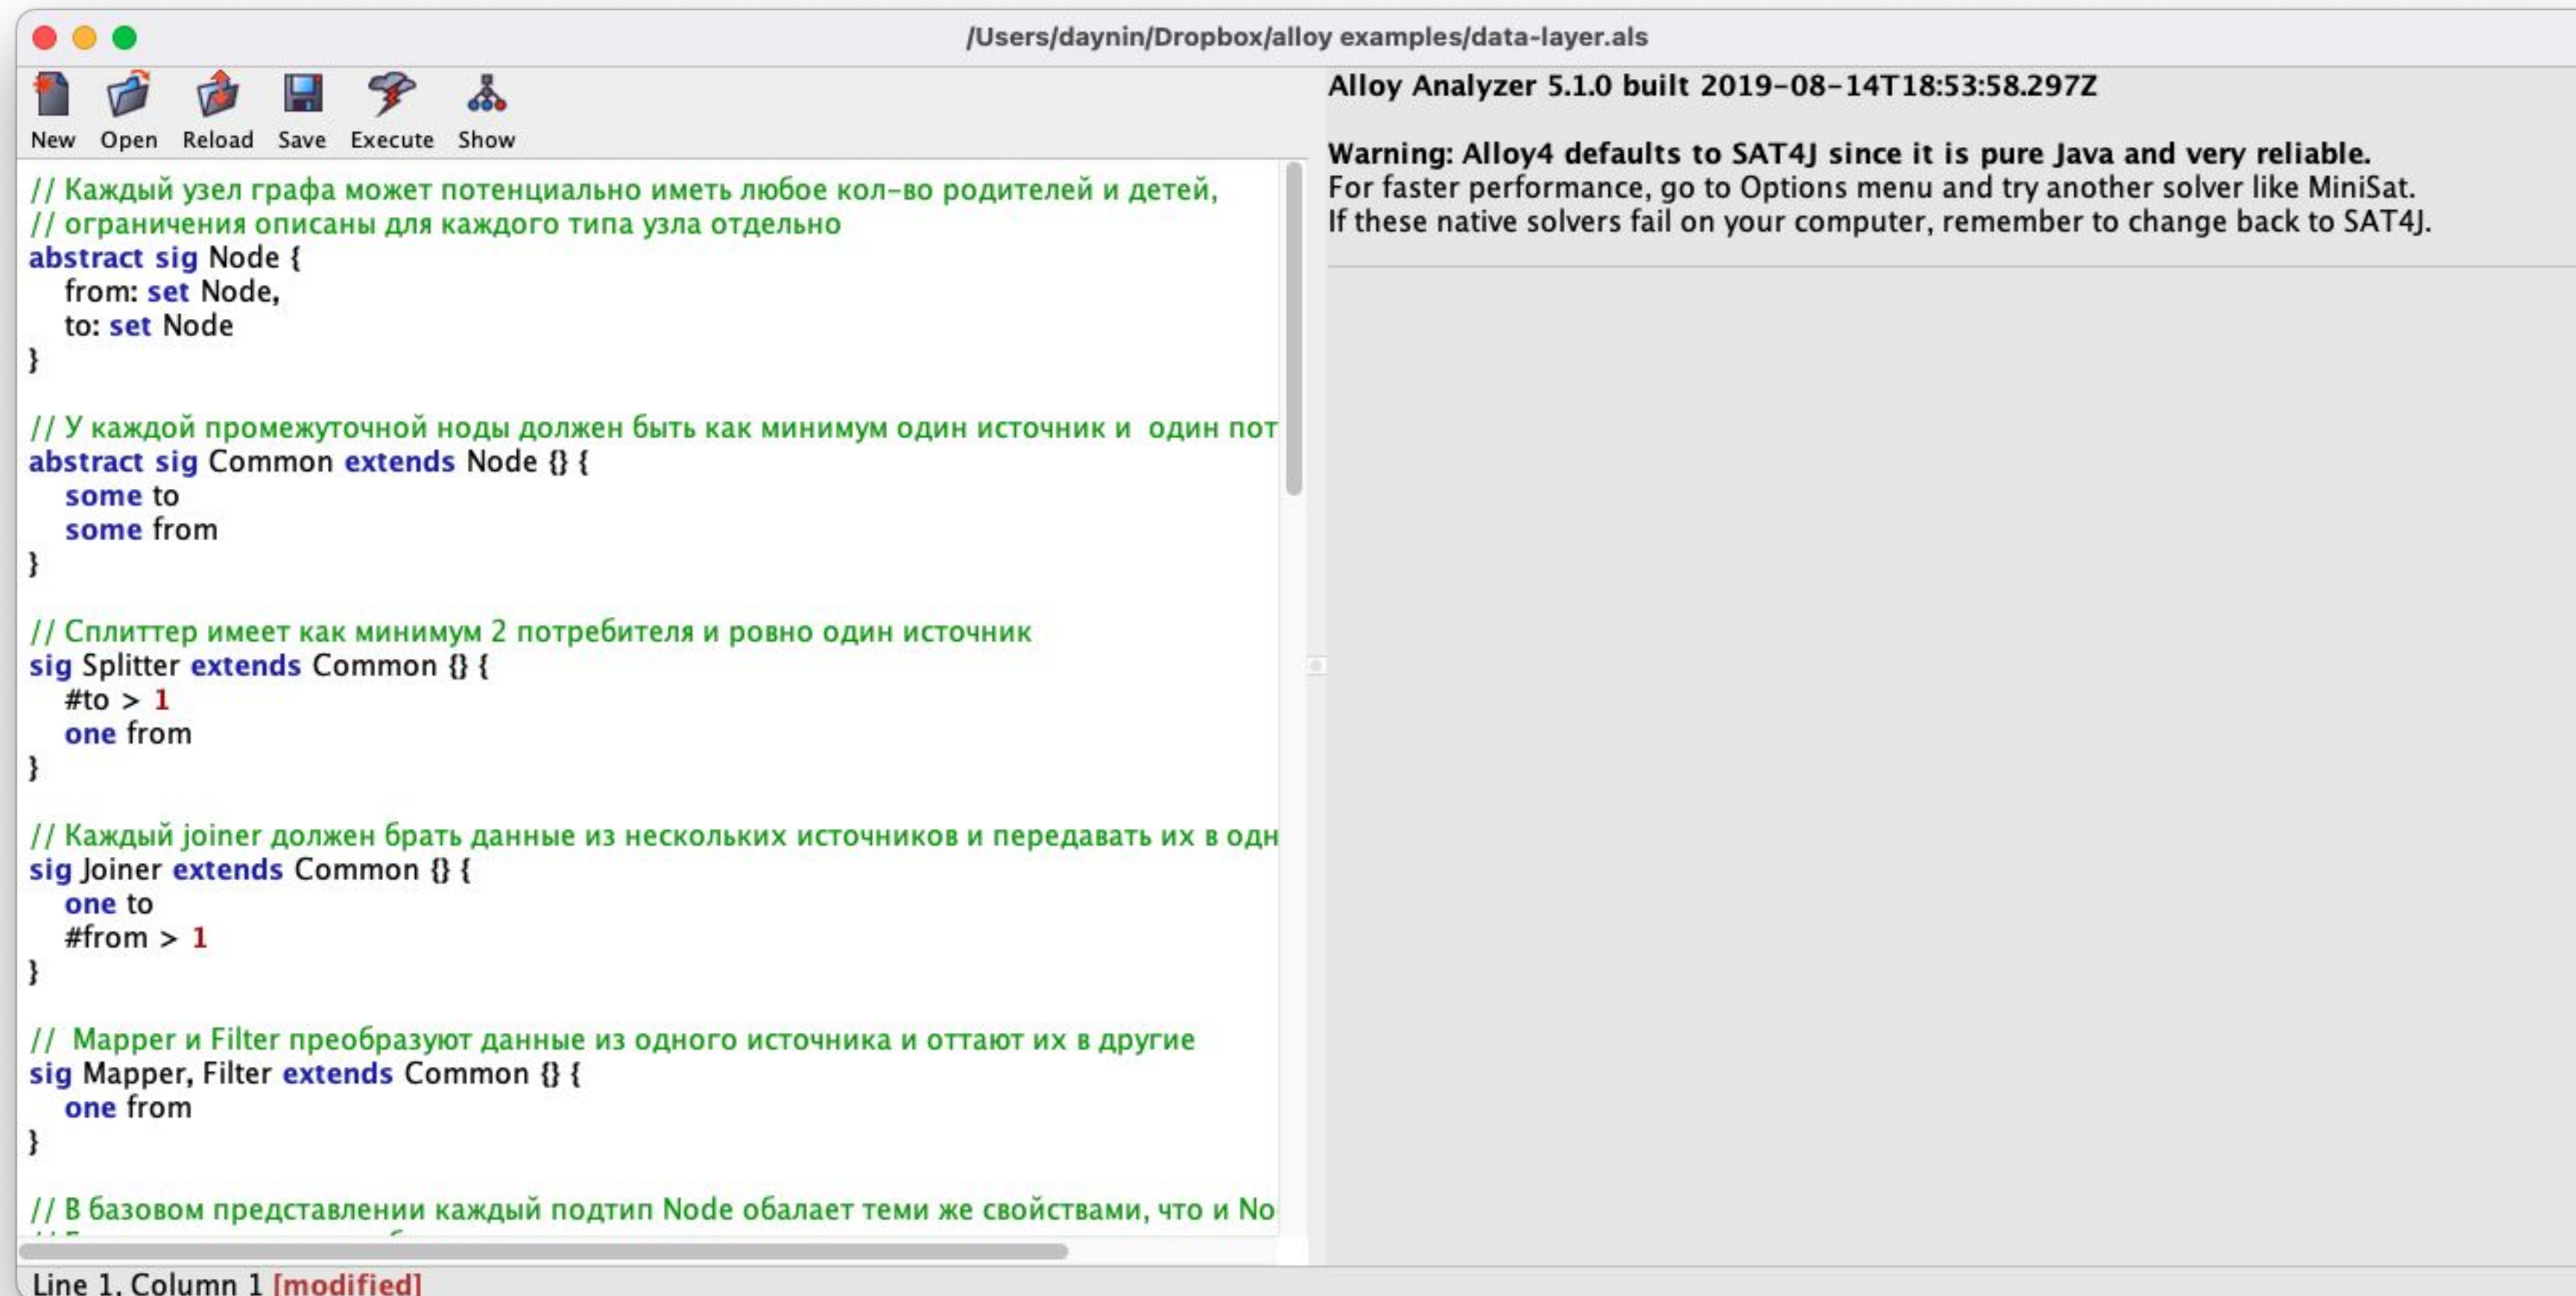 /Users/daynin/Dropbox/alloy examples/data-layer.als
New Open Reload Save Execute Show
// Каждый узел графа может потенциально иметь любое кол-во родителей и детей,
// ограничения описаны для каждого типа узла отдельно
abstract sig Node {
from: set Node,
to: set Node
}
// У каждой промежуточной ноды должен быть как минимум один источник и  один пот
abstract sig Common extends Node {} {
some to
some from
}
// Сплиттер имеет как минимум 2 потребителя и ровно один источник
sig Splitter extends Common {} {
#to > 1
one from
}
// Каждый joiner должен брать данные из нескольких источников и передавать их в одн
sig Joiner extends Common {} {
one to
#from > 1
}
//  Mapper и Filter преобразуют данные из одного источника и оттают их в другие
sig Mapper, Filter extends Common {} {
one from
}
// В базовом представлении каждый подтип Node обалает теми же свойствами, что и No
Line 1, Column 1 [modified]
Alloy Analyzer 5.1.0 built 2019-08-14T18:53:58.297Z
Warning: Alloy4 defaults to SAT4J since it is pure Java and very reliable.
For faster performance, go to Options menu and try another solver like MiniSat.
If these native solvers fail on your computer, remember to change back to SAT4J.